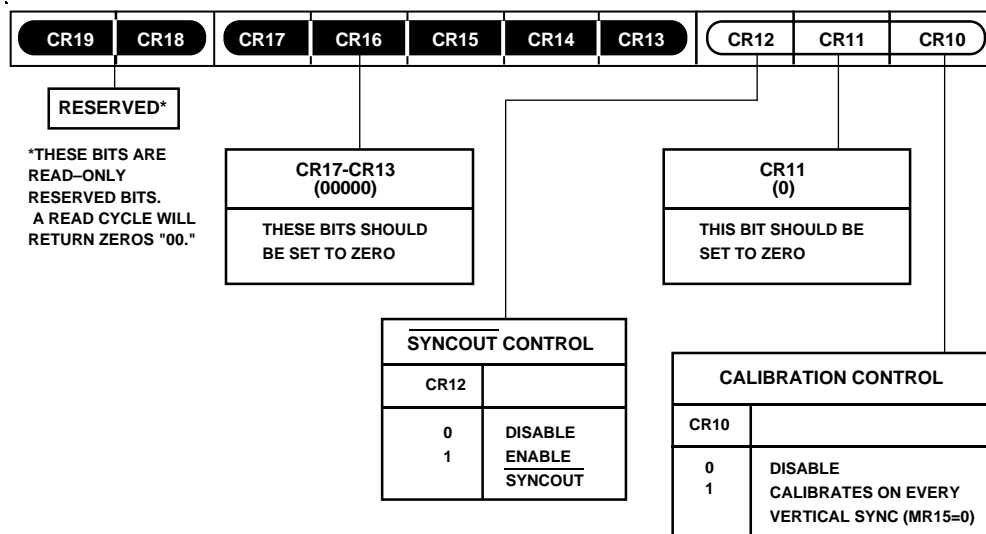 CR19 CR18 CR17 CR16 CR15 CR14 CR13 CR12 CR11 CR10
RESERVED*
*THESE BITS ARE
READ–ONLY
RESERVED BITS.
A READ CYCLE WILL
RETURN ZEROS "00."
CR17-CR13
(00000)
THESE BITS SHOULD
BE SET TO ZERO
CR11
(0)
THIS BIT SHOULD BE
SET TO ZERO
SYNCOUT CONTROL
CR12
0 DISABLE
1 ENABLE
SYNCOUT
CALIBRATION CONTROL
CR10
0 DISABLE
1 CALIBRATES ON EVERY
VERTICAL SYNC (MR15=0)